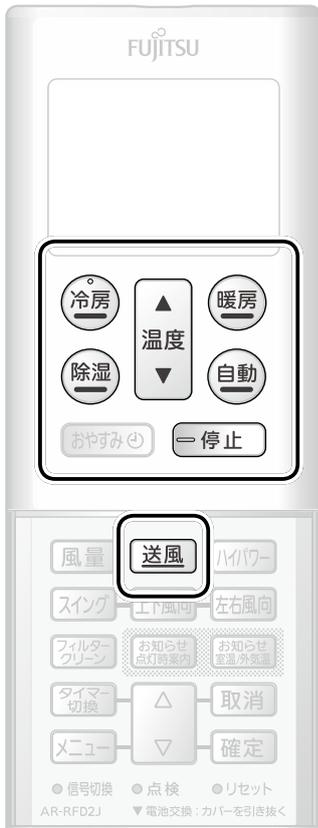 FUJITSU
冷房 ▲ 暖房
温度
除湿 ▼ 自動
おやすみ 停止
風量 送風 ハイパワー
スイング 上下風向 左右風向
フィルター お知らせ お知らせ
クリーン 点灯時案内 室温/外気温
タイマー △ 取消
切換
メニュー ▽ 確定
信号切換 点検 リセット
AR-RFD2J ▼電池交換：カバーを引き抜く